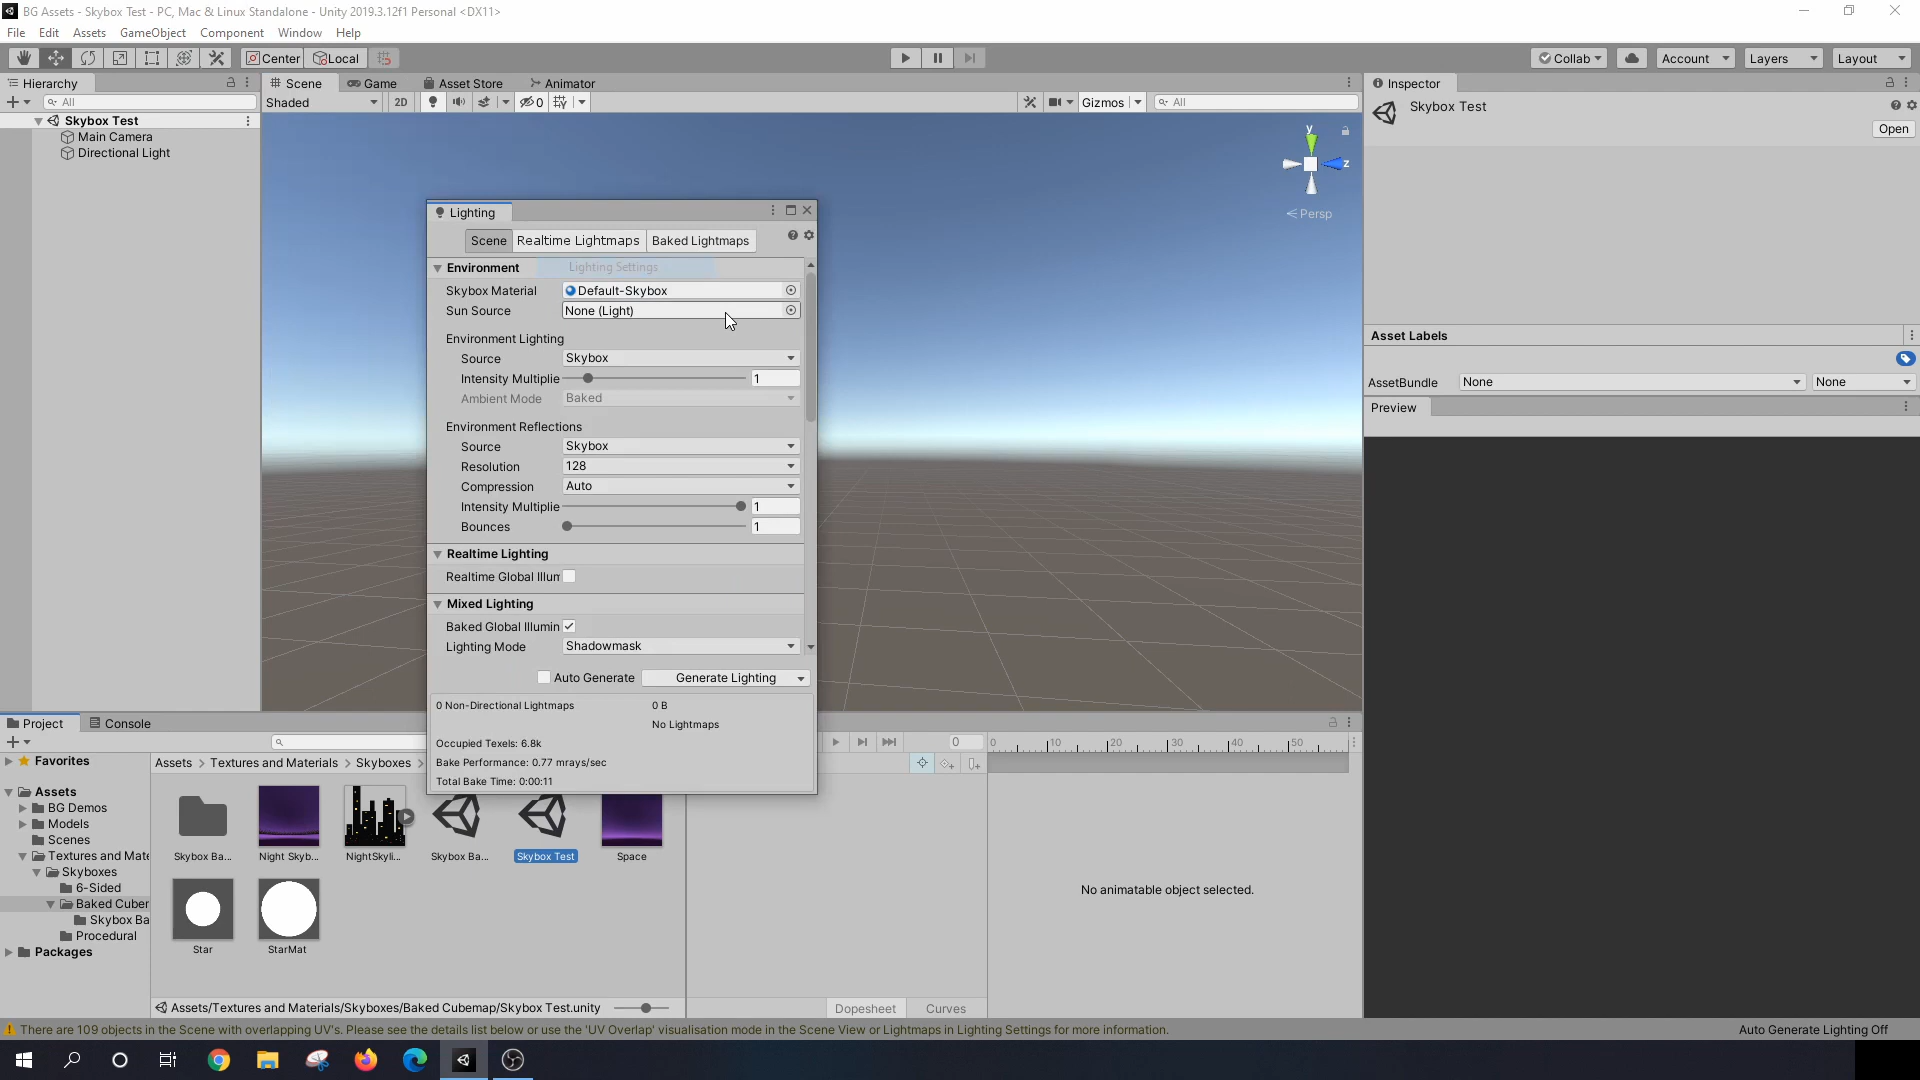 BG Assets - Skybox Test - PC, Mac & Linux Standalone - Unity 2019.3.12f1 Personal <DX11>
File Edit Assets GameObject Component Window Help
Center Local Collab Account Layers Layout
Hierarchy Scene Game Asset Store Animator Inspector
All Shaded 2D 0 Gizmos All
Skybox Test
Open
Skybox Test
Main Camera
Directional Light
y
z
Persp
Lighting
Scene Realtime Lightmaps Baked Lightmaps
Environment Lighting Settings
Skybox Material Default-Skybox
Sun Source None (Light)
Environment Lighting
Source Skybox
Intensity Multiplie 1
Ambient Mode Baked
Environment Reflections
Source Skybox
Resolution 128
Compression Auto
Intensity Multiplie 1
Bounces 1
Realtime Lighting
Realtime Global Illum
Mixed Lighting
Baked Global Illumin
Lighting Mode Shadowmask
Auto Generate Generate Lighting
0 Non-Directional Lightmaps 0 B
No Lightmaps
Occupied Texels: 6.8k
Bake Performance: 0.77 mrays/sec
Total Bake Time: 0:00:11
Asset Labels
AssetBundle None None
Preview
Project Console
0 0 10 20 30 40 50
Favorites
Assets
BG Demos
Models
Scenes
Textures and Mate
Skyboxes
6-Sided
Baked Cuber
Skybox Ba
Procedural
Packages
Assets > Textures and Materials > Skyboxes >
Skybox Ba... Night Skyb... NightSkyli... Skybox Ba... Skybox Test Space
Star StarMat
No animatable object selected.
Assets/Textures and Materials/Skyboxes/Baked Cubemap/Skybox Test.unity
Dopesheet Curves
There are 109 objects in the Scene with overlapping UV's. Please see the details list below or use the 'UV Overlap' visualisation mode in the Scene View or Lightmaps in Lighting Settings for more information.
Auto Generate Lighting Off